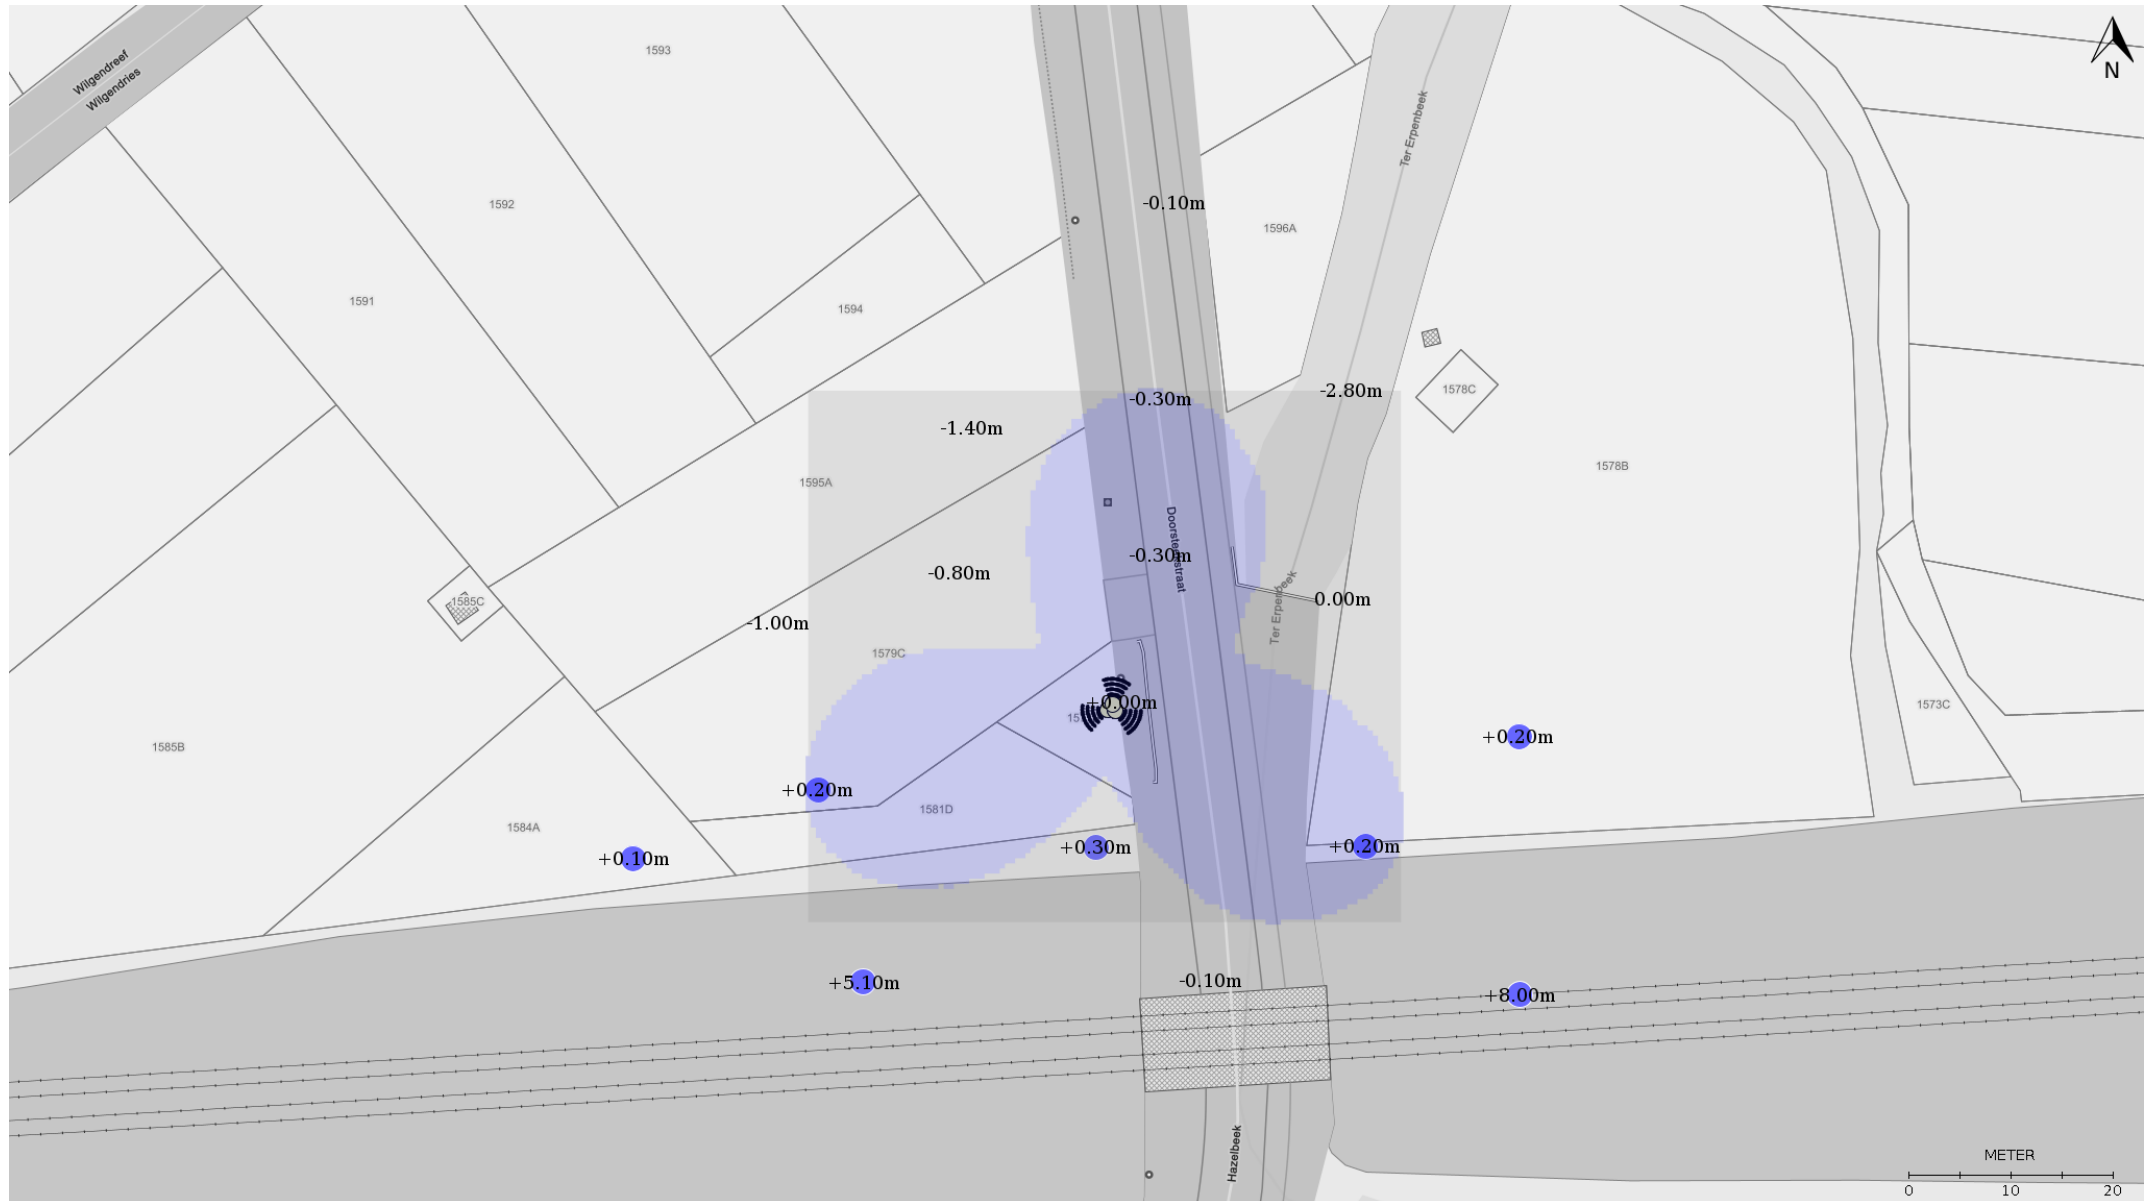 Wilgendreef
Wilgendries
1593
N
Ter Erpenbeek
1592
-0.10m
1596A
1591
1594
-2.80m
1578C
-0.30m
-1.40m
1578B
1595A
Doorsteenstraat
-0.30m
-0.80m
0.00m
1585C
Ter Erpenbeek
-1.00m
1579C
+0.00m
1573C
1585B
+0.20m
+0.20m
1581D
1584A
+0.10m
+0.30m
+0.20m
+5.10m
-0.10m
+8.00m
Hazelbeek
METER
0 10 20